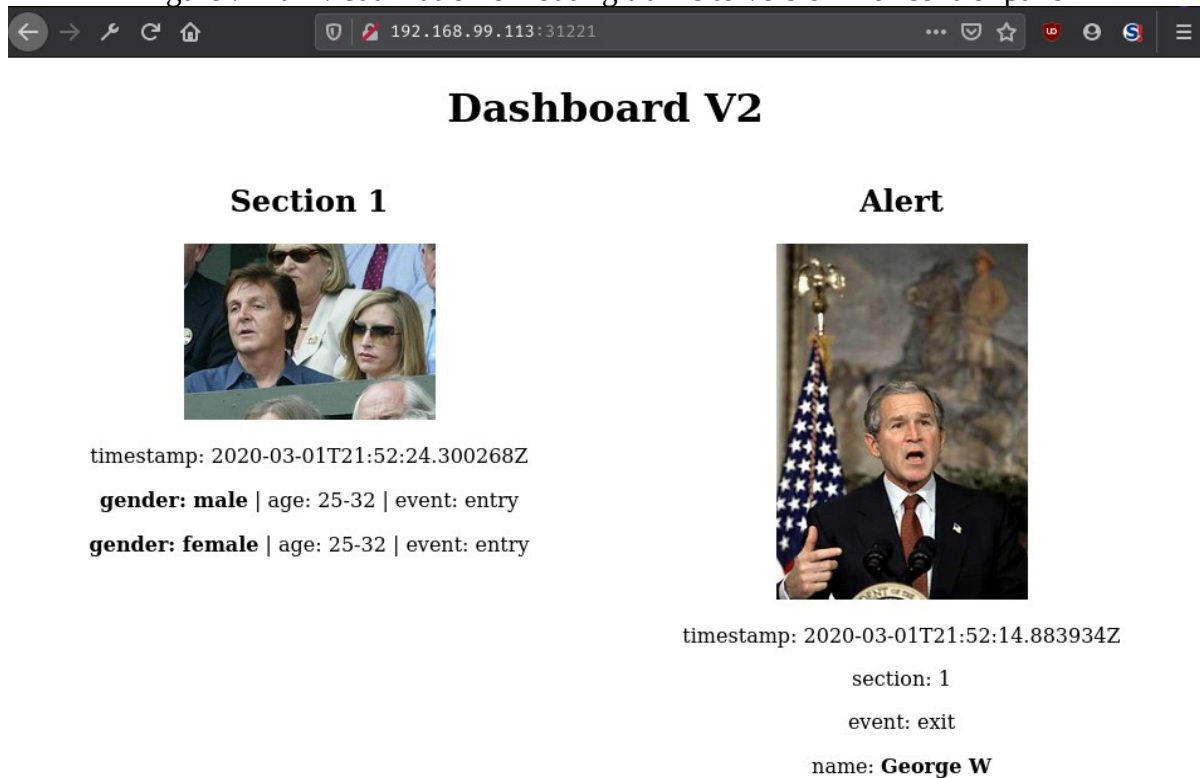 192.168.99.113:31221
Dashboard V2
Section 1
timestamp: 2020-03-01T21:52:24.300268Z
gender: male | age: 25-32 | event: entry
gender: female | age: 25-32 | event: entry
Alert
timestamp: 2020-03-01T21:52:14.883934Z
section: 1
event: exit
name: George W